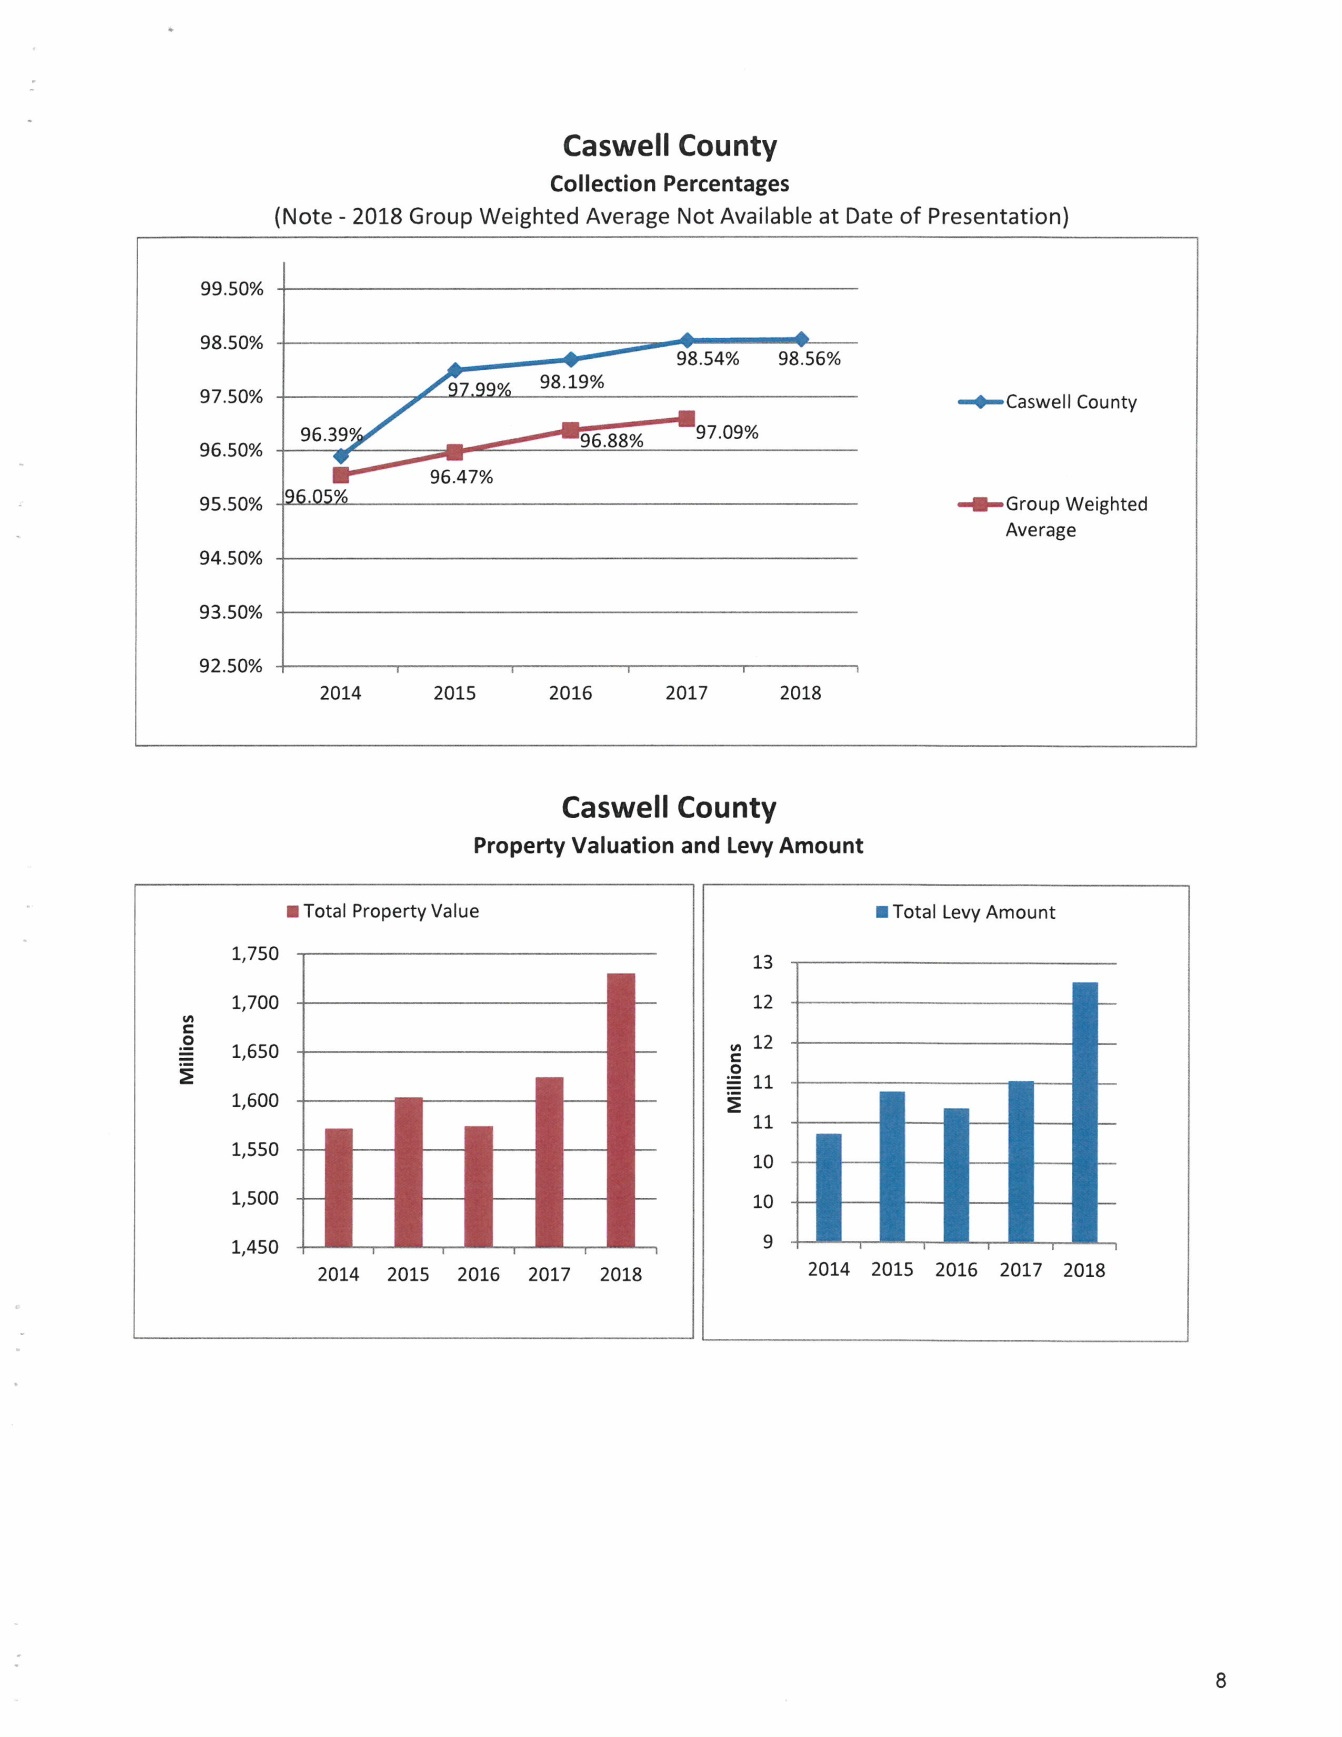 Caswell County
Collection Percentages
(Note - 2018 Group Weighted Average Not Available at Date of Presentation)
99.50%
98.50%
97.50%
96.50%
95.50%
94.50%
93.50%
92.50%
96.39%
97.99%
98.19%
98.54%
98.56%
96.05%
96.47%
96.88%
97.09%
2014 2015 2016 2017 2018
Caswell County
Group Weighted
Average
Caswell County
Property Valuation and Levy Amount
Total Property Value
Millions
1,750
1,700
1,650
1,600
1,550
1,500
1,450
2014 2015 2016 2017 2018
Total Levy Amount
Millions
13
12
12
11
11
10
10
9
2014 2015 2016 2017 2018
8